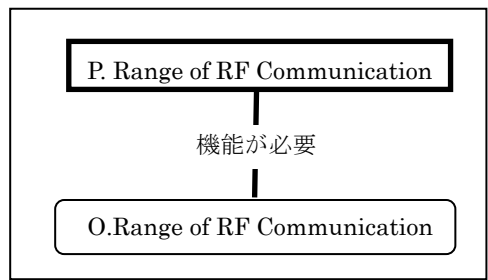 P. Range of RF Communication
機能が必要
O.Range of RF Communication